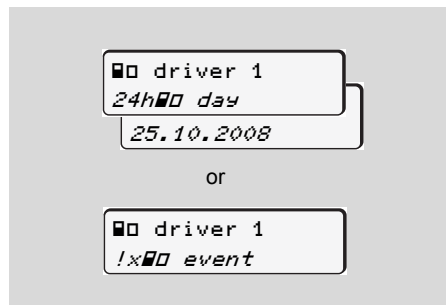 ▮▯ driver 1
24h▮▯ day
25.10.2008
or
▮▯ driver 1
!x▮▯ event